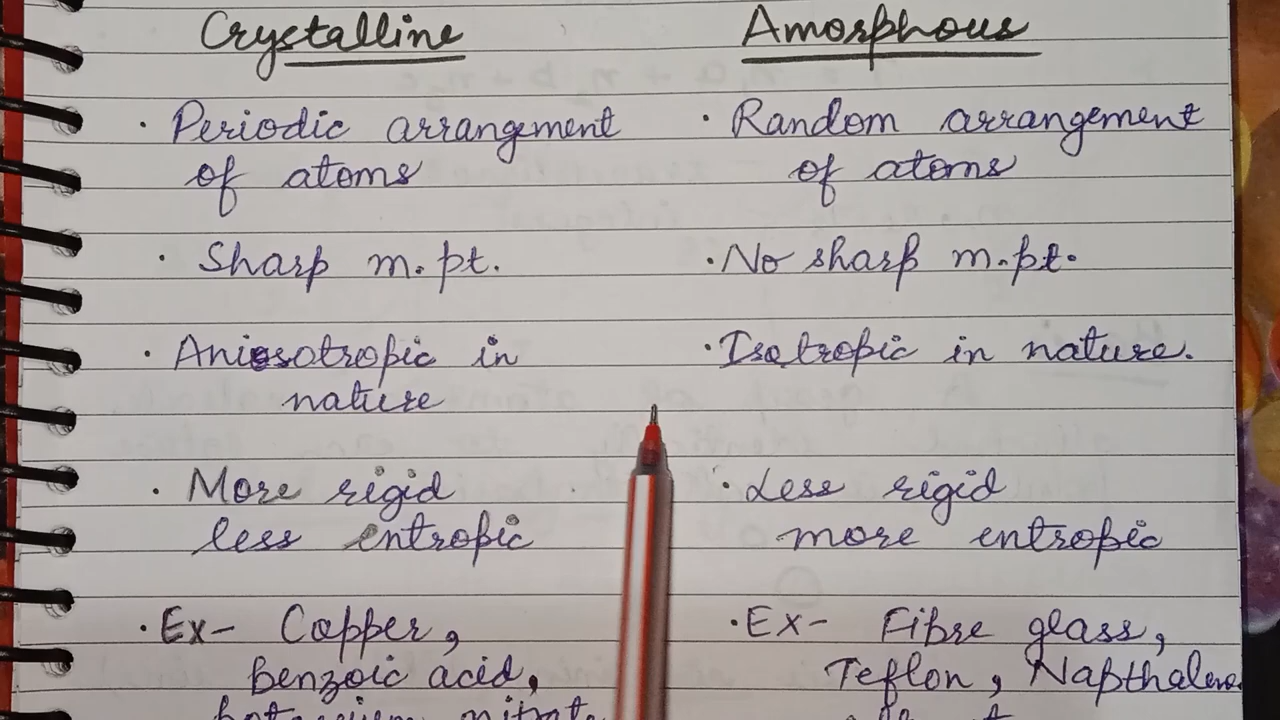 Crystalline
Amorphous
· Periodic arrangement
of atoms
· Random arrangement
of atoms
· Sharp m.pt.
· No sharp m.pt.
· Anisotropic in
nature
· Isotropic in nature.
· More rigid
less entropic
· Less rigid
more entropic
· Ex- Copper,
benzoic acid,
potassium nitrate
· Ex- Fibre glass,
Teflon, Napthalene